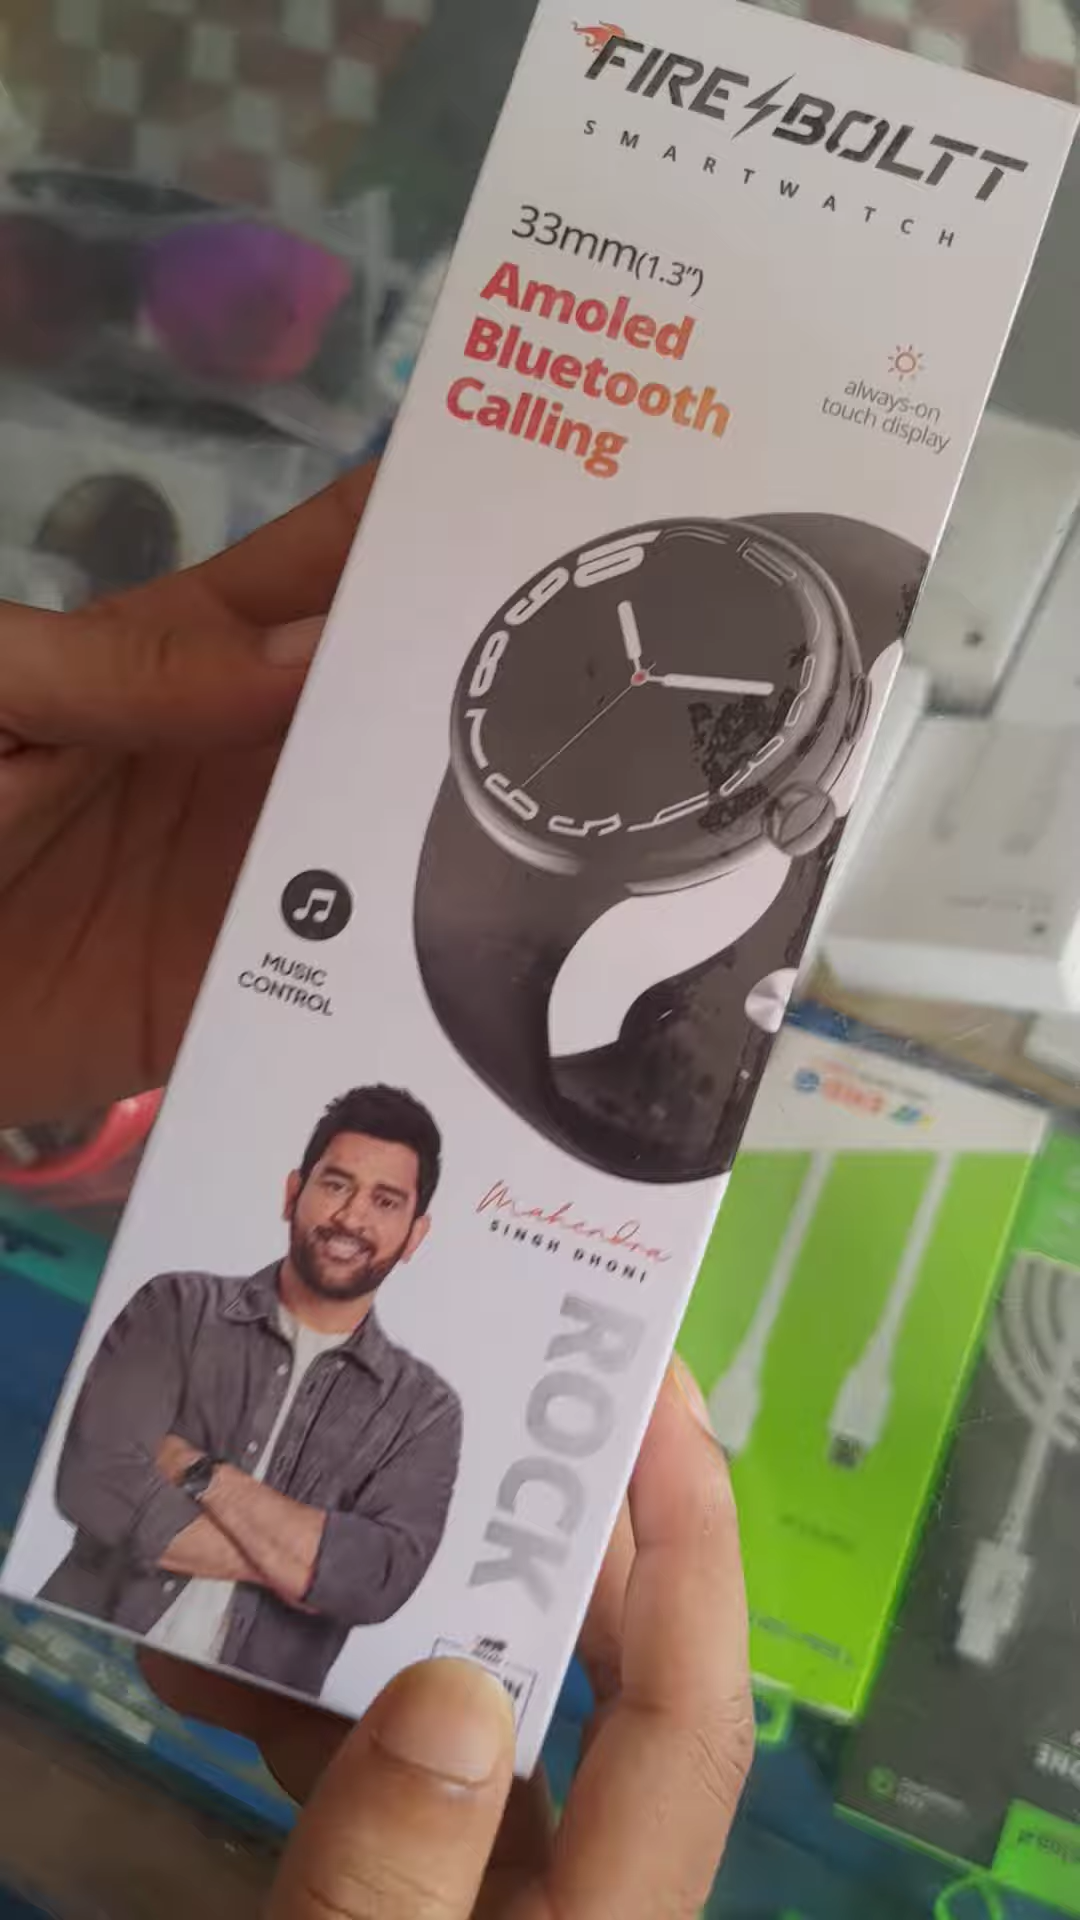 FIRE BOLTT
SMARTWATCH
33mm(1.3")
Amoled
Bluetooth
Calling
always-on
touch display
MUSIC
CONTROL
Mahendra
SINGH DHONI
ROCK